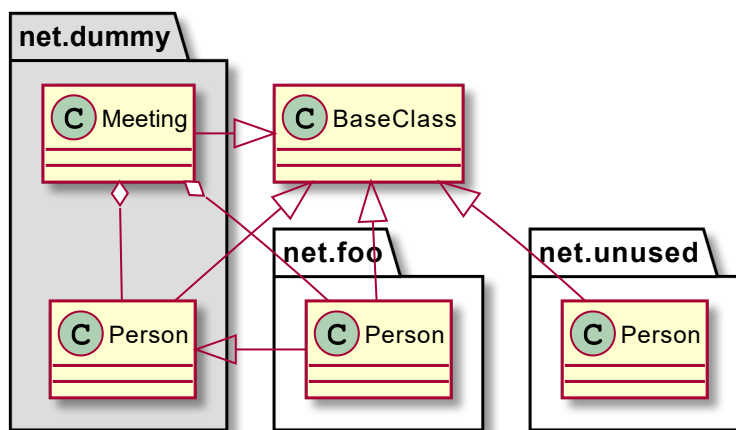 net.dummy
C Meeting
C BaseClass
net.foo
net.unused
C Person
C Person
C Person